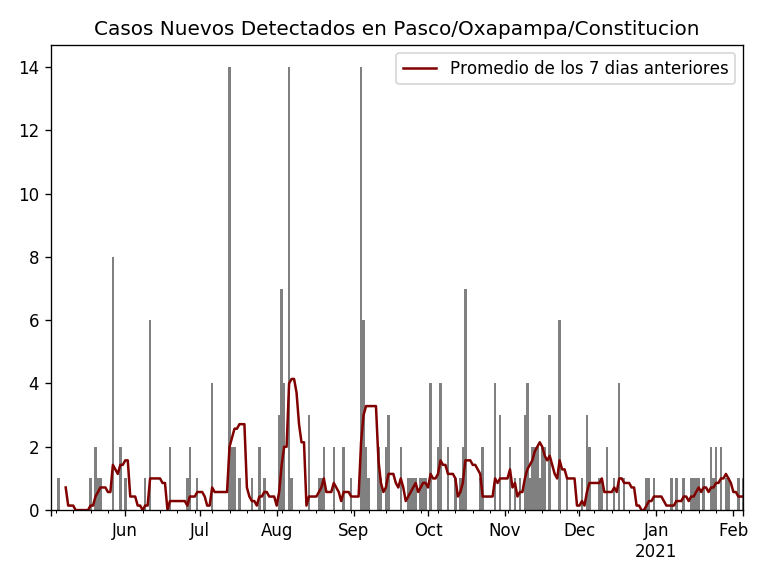 Casos Nuevos Detectados en Pasco/Oxapampa/Constitucion
Promedio de los 7 dias anteriores
14
12
10
8
6
4
2
0
Jun
Jul
Aug
Sep
Oct
Nov
Dec
Jan
2021
Feb